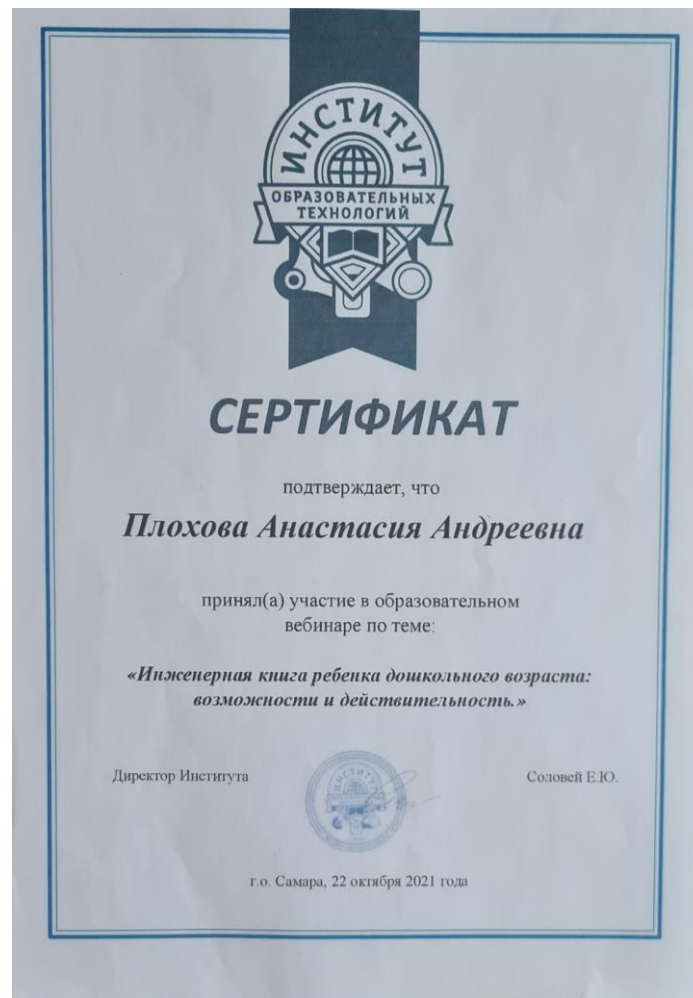 ИНСТИТУТ
ОБРАЗОВАТЕЛЬНЫХ
ТЕХНОЛОГИЙ
СЕРТИФИКАТ
подтверждает, что
Плохова Анастасия Андреевна
принял(а) участие в образовательном
вебинаре по теме:
«Инженерная книга ребенка дошкольного возраста:
возможности и действительность.»
Директор Института
ИНСТИТУТ
Соловей Е.Ю.
г.о. Самара, 22 октября 2021 года